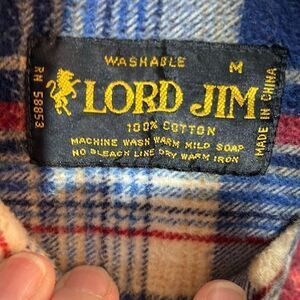 WASHABLE M
RN 58853
LORD JIM
100% COTTON
MACHINE WASH WARM MILD SOAP
NO BLEACH LINE DRY WARM IRON
MADE IN CHINA